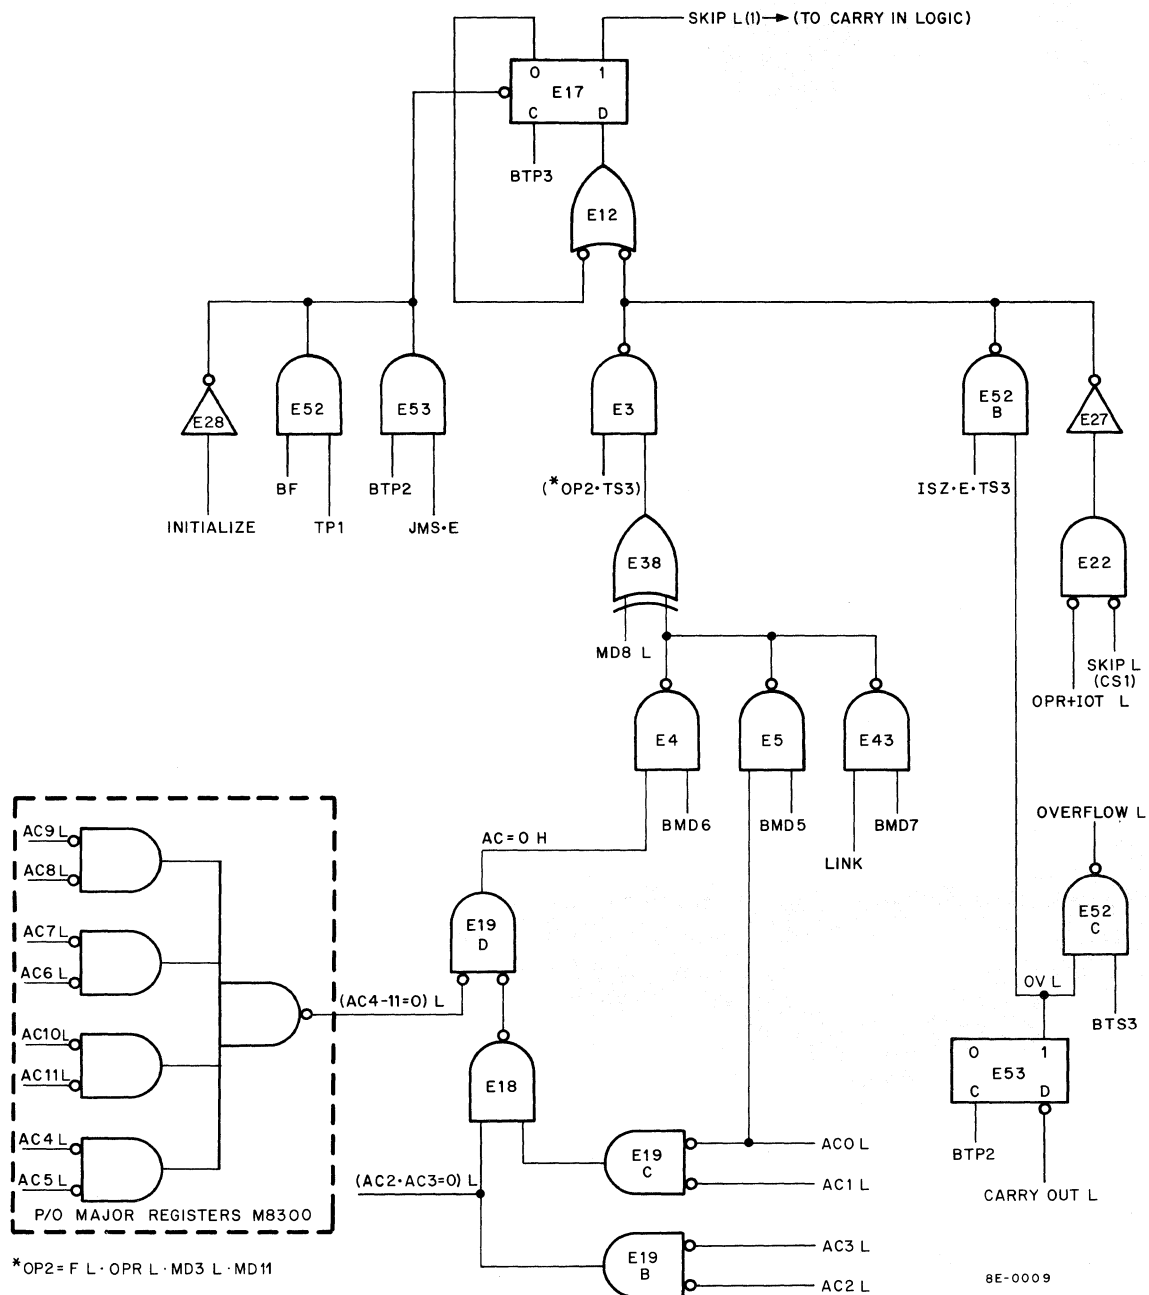 SKIP L(1)→(TO CARRY IN LOGIC)
0 1
E17
C D
BTP3
E12
E28
E52
E53
E3
E52
B
E27
BF
BTP2
(*OP2·TS3)
ISZ·E·TS3
INITIALIZE
TP1
JMS·E
E38
E22
MD8 L
SKIP L
(CS1)
OPR+IOT L
E4
E5
E43
BMD6
BMD5
BMD7
LINK
OVERFLOW L
AC=0 H
E19
D
E52
C
AC9 L
AC8 L
AC7 L
AC6 L
AC10L
AC11L
AC4 L
AC5 L
P/O MAJOR REGISTERS M8300
(AC4-11=0) L
OV L
BTS3
0 1
E53
C D
BTP2
CARRY OUT L
E18
E19
C
AC0 L
AC1 L
(AC2·AC3=0) L
E19
B
AC3 L
AC2 L
*OP2= F L·OPR L·MD3 L·MD11
8E-0009